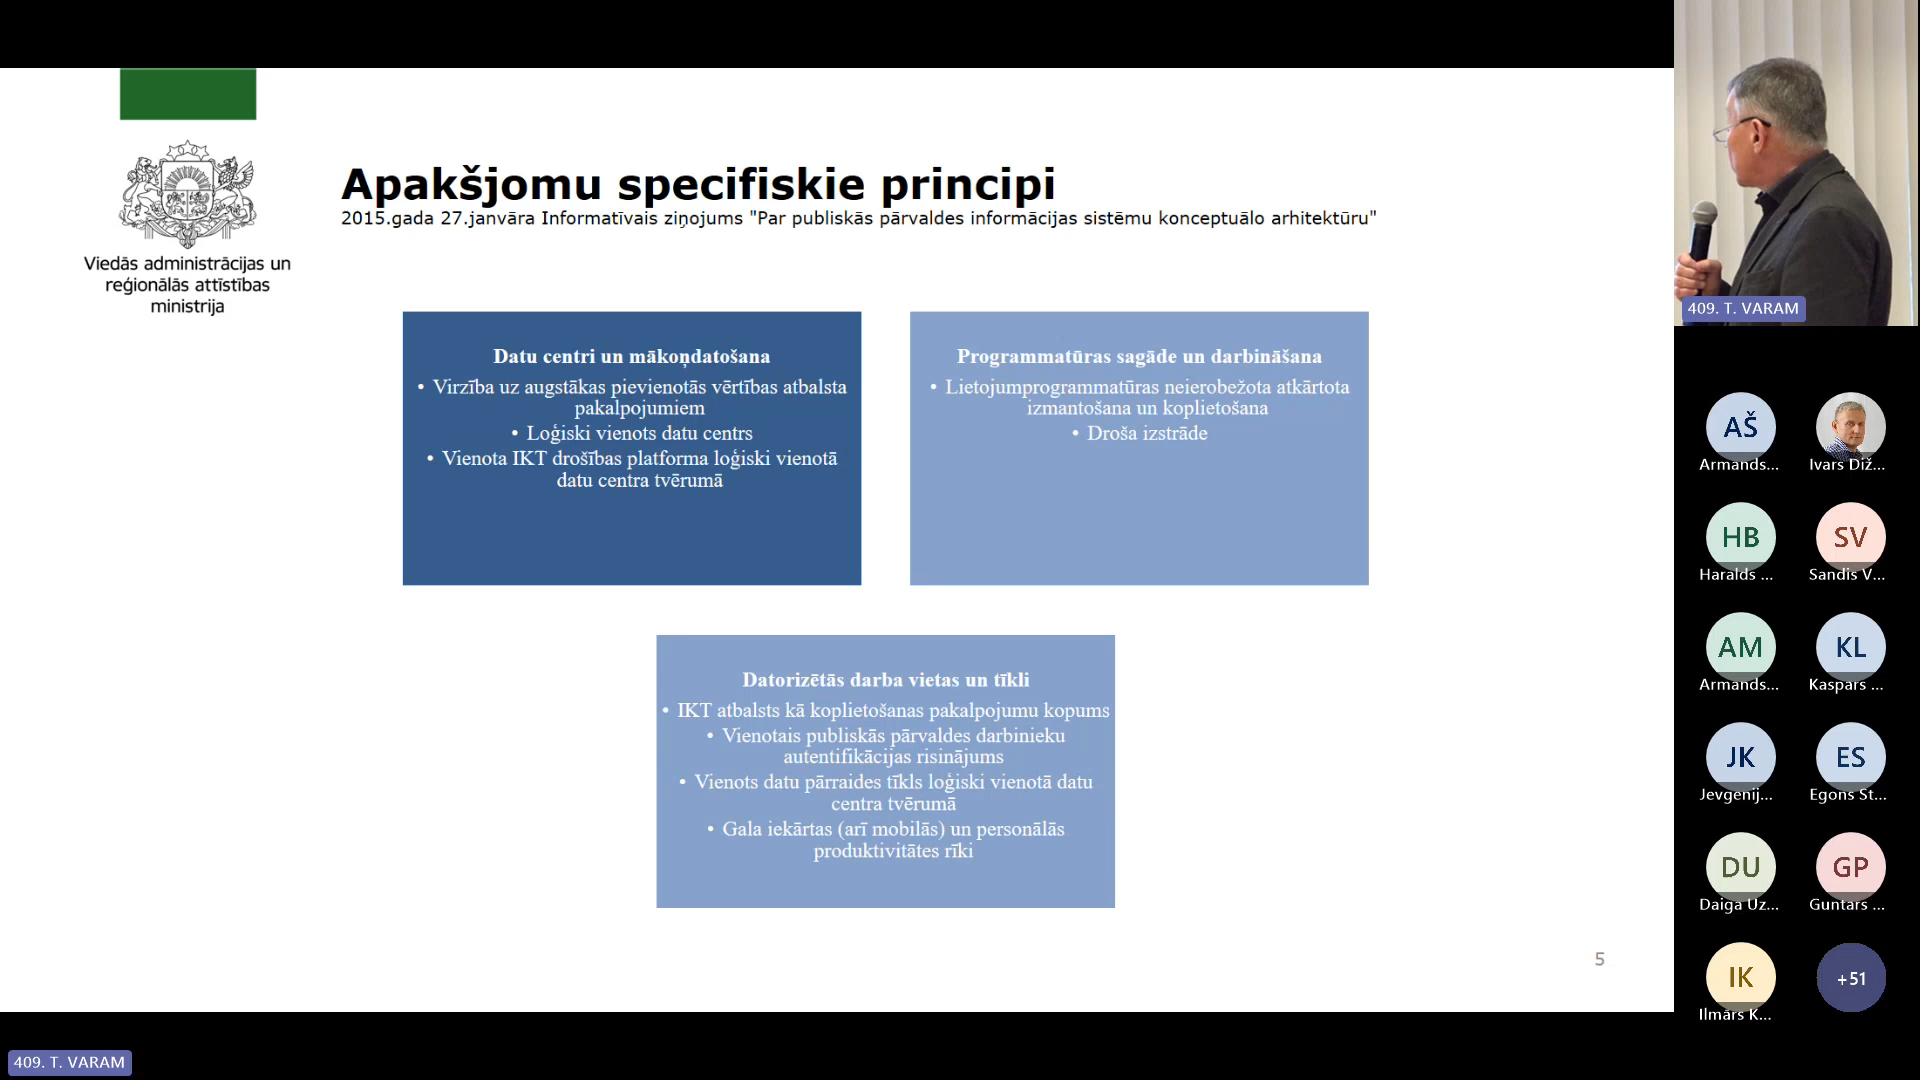 Viedās administrācijas un
reģionālās attīstības
ministrija
Apakšjomu specifiskie principi
2015.gada 27.janvāra Informatīvais ziņojums "Par publiskās pārvaldes informācijas sistēmu konceptuālo arhitektūru"
Datu centri un mākoņdatošana
• Virzība uz augstākas pievienotās vērtības atbalsta
pakalpojumiem
• Loģiski vienots datu centrs
• Vienota IKT drošības platforma loģiski vienotā
datu centra tvērumā
Programmatūras sagāde un darbināšana
• Lietojumprogrammatūras neierobežota atkārtota
izmantošana un koplietošana
• Droša izstrāde
Datorizētās darba vietas un tīkli
• IKT atbalsts kā koplietošanas pakalpojumu kopums
• Vienotais publiskās pārvaldes darbinieku
autentifikācijas risinājums
• Vienots datu pārraides tīkls loģiski vienotā datu
centra tvērumā
• Gala iekārtas (arī mobilās) un personālās
produktivitātes rīki
5
409. T. VARAM
AŠ
Armands...
Ivars Diž...
HB
Haralds ...
SV
Sandis V...
AM
Armands...
KL
Kaspars ...
JK
Jevgenij...
ES
Egons St...
DU
Daiga Uz...
GP
Guntars ...
IK
Ilmārs K...
+51
409. T. VARAM